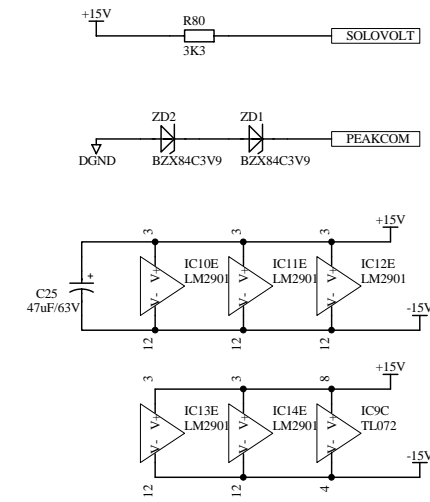 +15V
R80
3K3
SOLOVOLT
ZD2
ZD1
DGND
BZX84C3V9
BZX84C3V9
PEAKCOM
+15V
3
3
3
V+
V-
V+
V-
V+
V-
IC10E
LM2901
IC11E
LM2901
IC12E
LM2901
+
C25
47uF/63V
-15V
12
12
12
+15V
3
3
8
V+
V-
V+
V-
V+
V-
IC13E
LM2901
IC14E
LM2901
IC9C
TL072
-15V
12
12
4